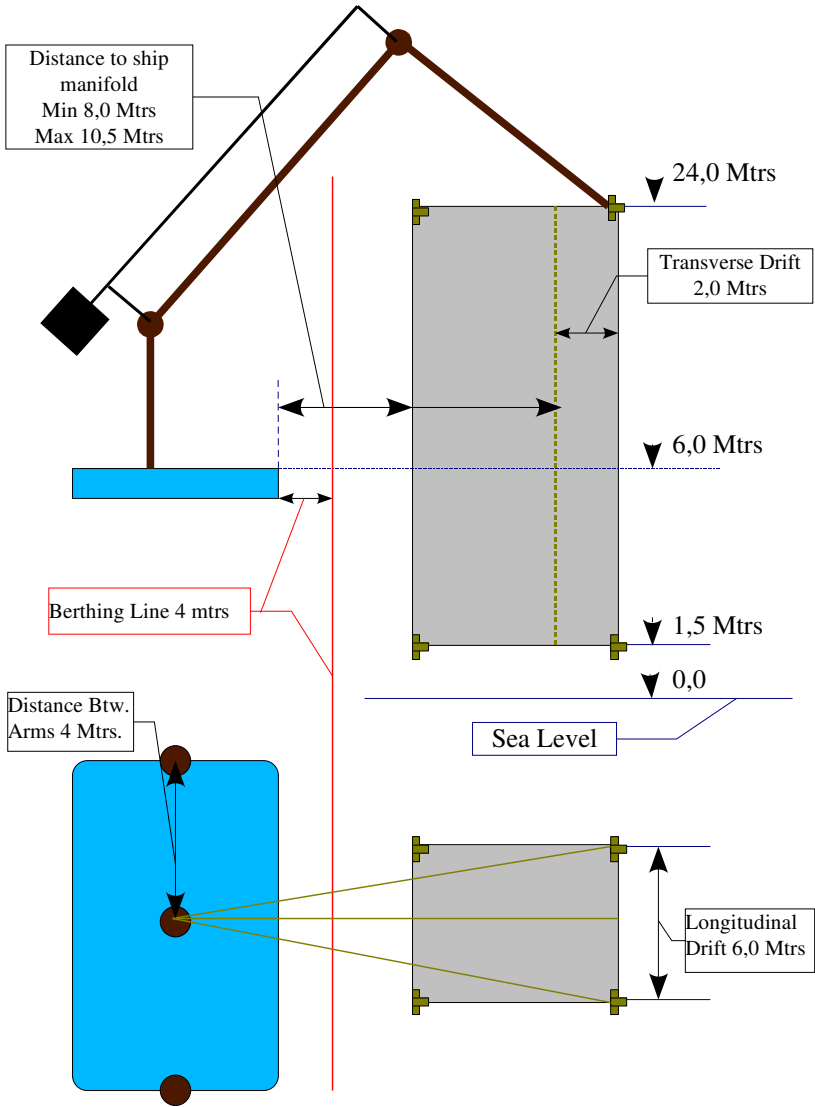 Distance to ship
manifold
Min 8,0 Mtrs
Max 10,5 Mtrs
24,0 Mtrs
Transverse Drift
2,0 Mtrs
6,0 Mtrs
Berthing Line 4 mtrs
1,5 Mtrs
0,0
Sea Level
Distance Btw.
Arms 4 Mtrs.
Longitudinal
Drift 6,0 Mtrs